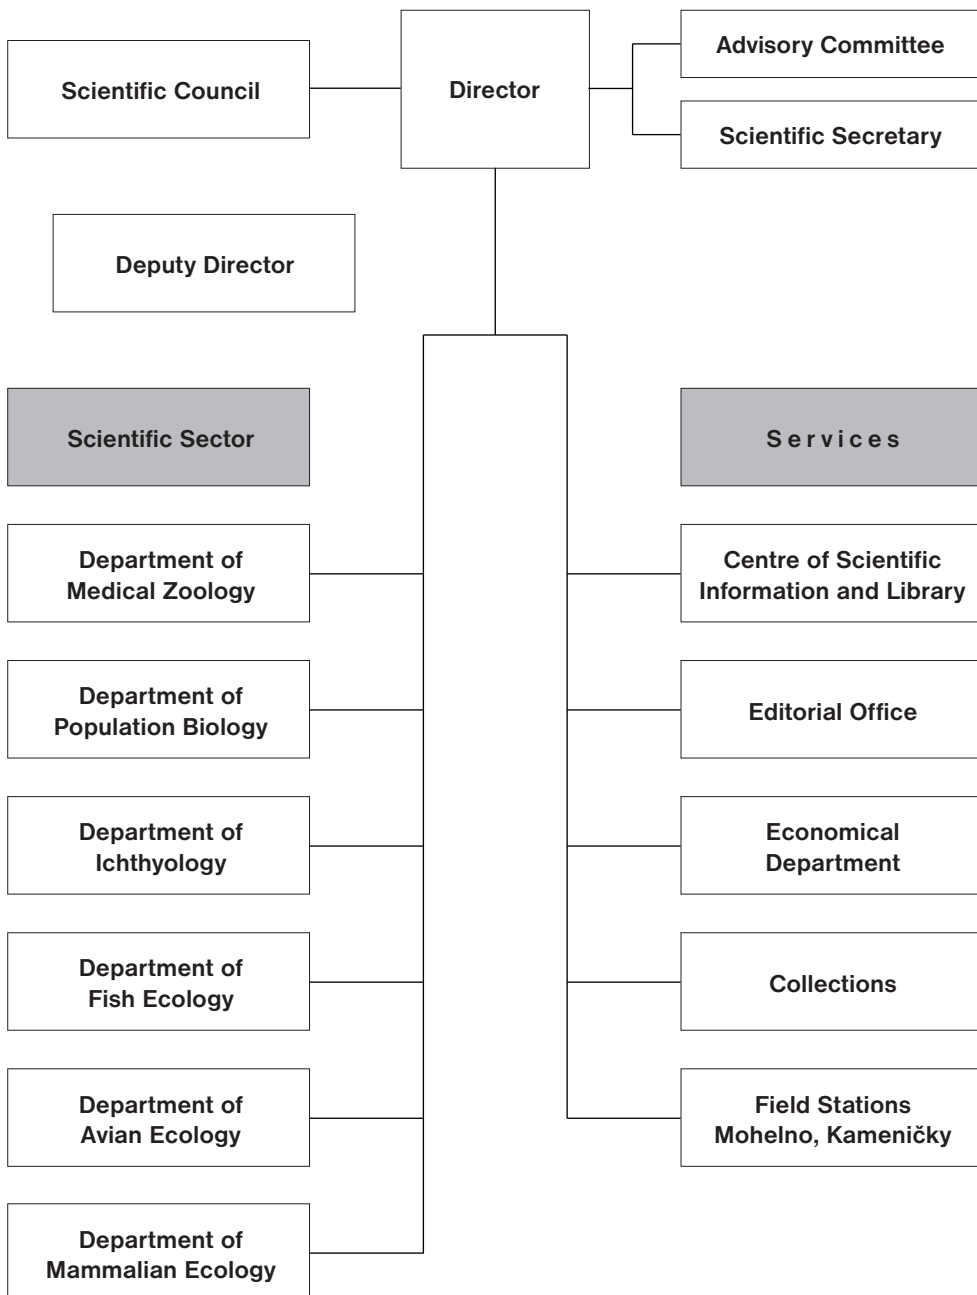 Scientific Council
Director
Advisory Committee
Scientific Secretary
Deputy Director
Scientific Sector
Services
Department of
Medical Zoology
Centre of Scientific
Information and Library
Department of
Population Biology
Editorial Office
Department of
Ichthyology
Economical
Department
Department of
Fish Ecology
Collections
Department of
Avian Ecology
Field Stations
Mohelno, Kameničky
Department of
Mammalian Ecology